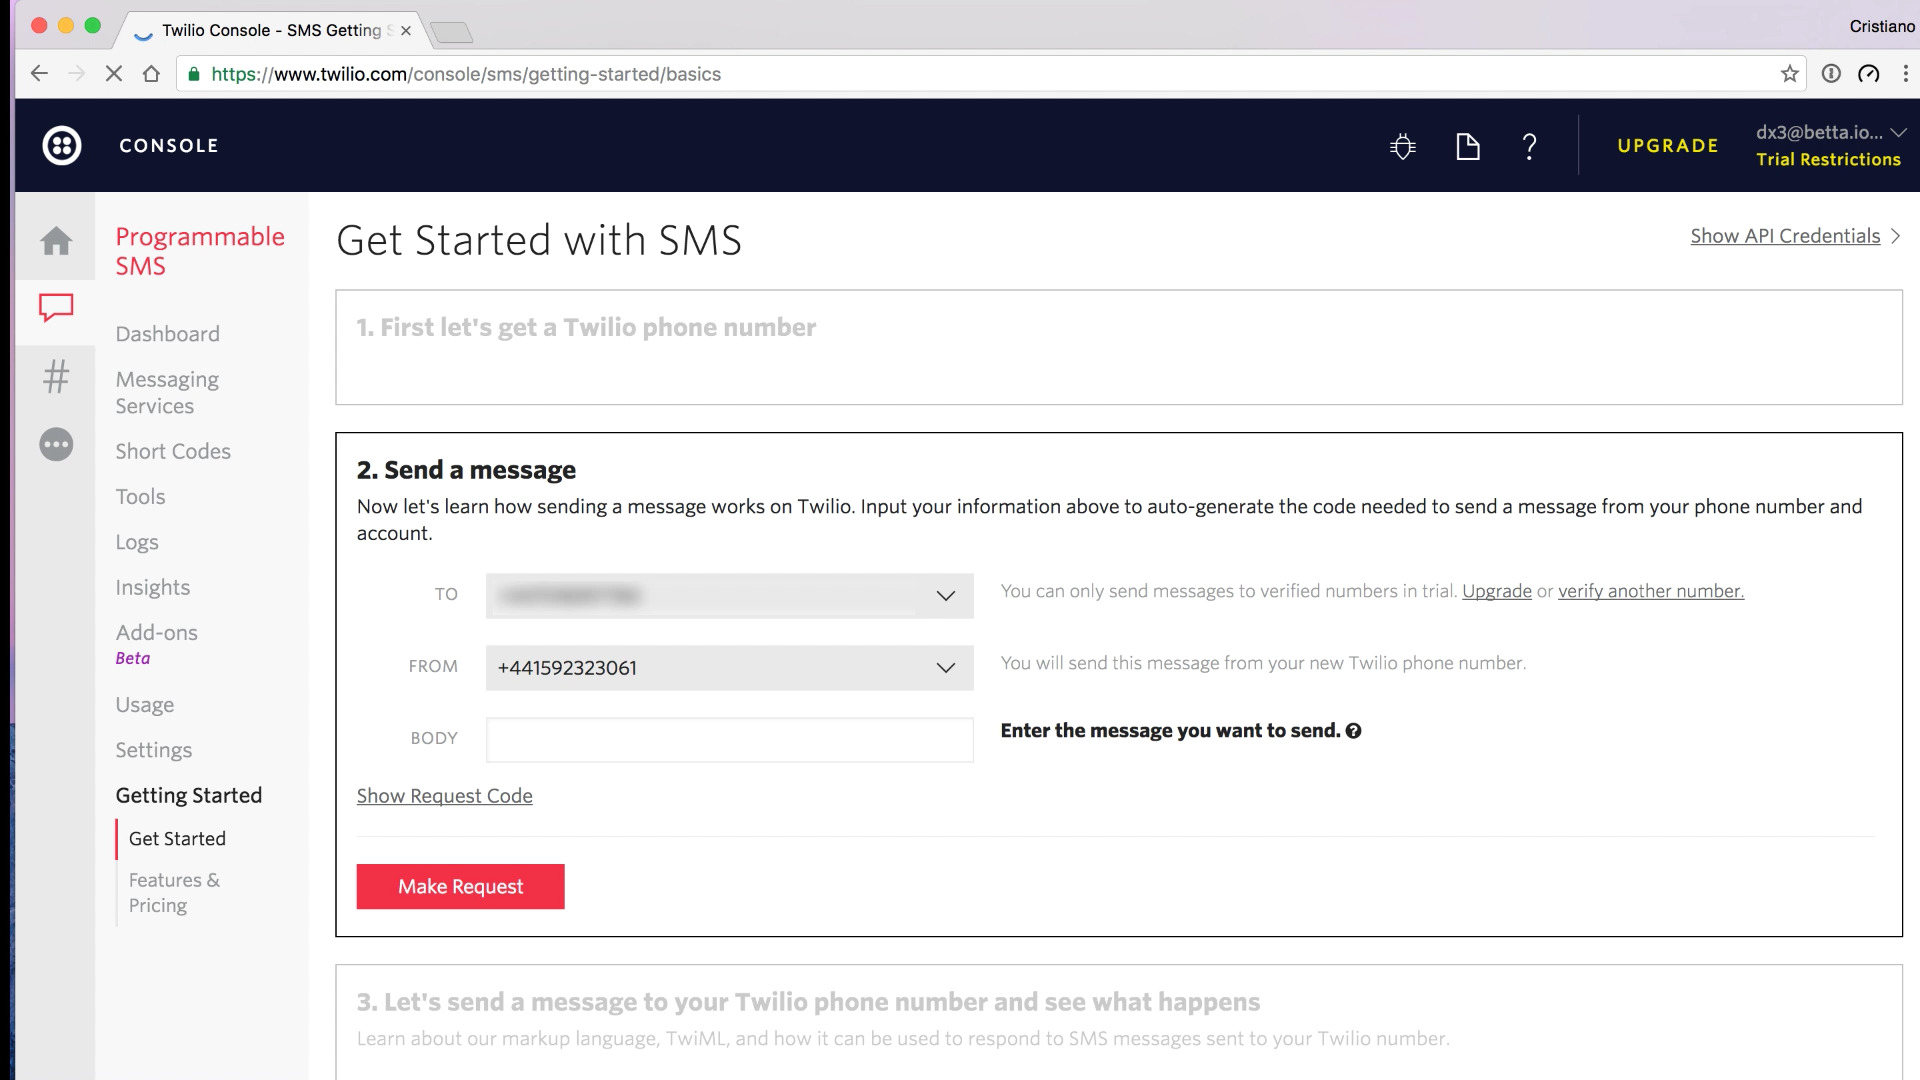 Twilio Console - SMS Getting
Cristiano
https://www.twilio.com/console/sms/getting-started/basics
CONSOLE
UPGRADE
dx3@betta.io...
Trial Restrictions
Programmable
SMS
Dashboard
Messaging
Services
Short Codes
Tools
Logs
Insights
Add-ons
Beta
Usage
Settings
Getting Started
Get Started
Features &
Pricing
Get Started with SMS
Show API Credentials
1. First let's get a Twilio phone number
2. Send a message
Now let's learn how sending a message works on Twilio. Input your information above to auto-generate the code needed to send a message from your phone number and
account.
TO
You can only send messages to verified numbers in trial. Upgrade or verify another number.
FROM
+441592323061
You will send this message from your new Twilio phone number.
BODY
Enter the message you want to send.
Show Request Code
Make Request
3. Let's send a message to your Twilio phone number and see what happens
Learn about our markup language, TwiML, and how it can be used to respond to SMS messages sent to your Twilio number.